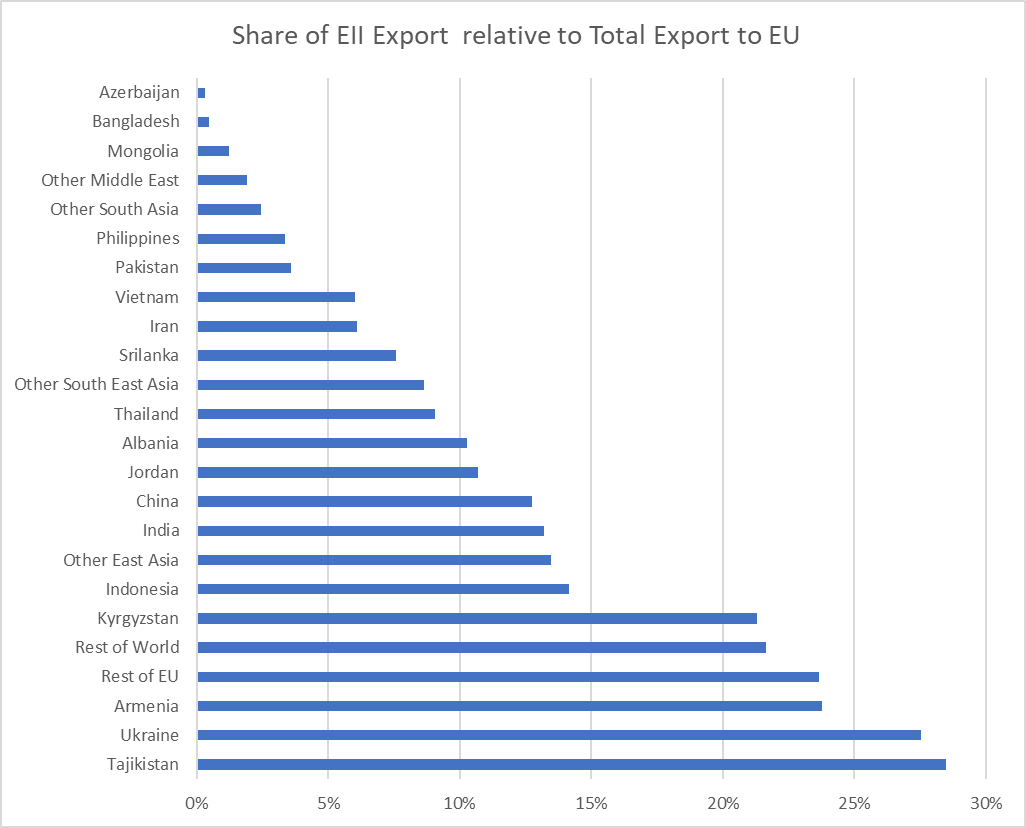 Share of EII Export  relative to Total Export to EU
Azerbaijan
Bangladesh
Mongolia
Other Middle East
Other South Asia
Philippines
Pakistan
Vietnam
Iran
Srilanka
Other South East Asia
Thailand
Albania
Jordan
China
India
Other East Asia
Indonesia
Kyrgyzstan
Rest of World
Rest of EU
Armenia
Ukraine
Tajikistan
0% 5% 10% 15% 20% 25% 30%